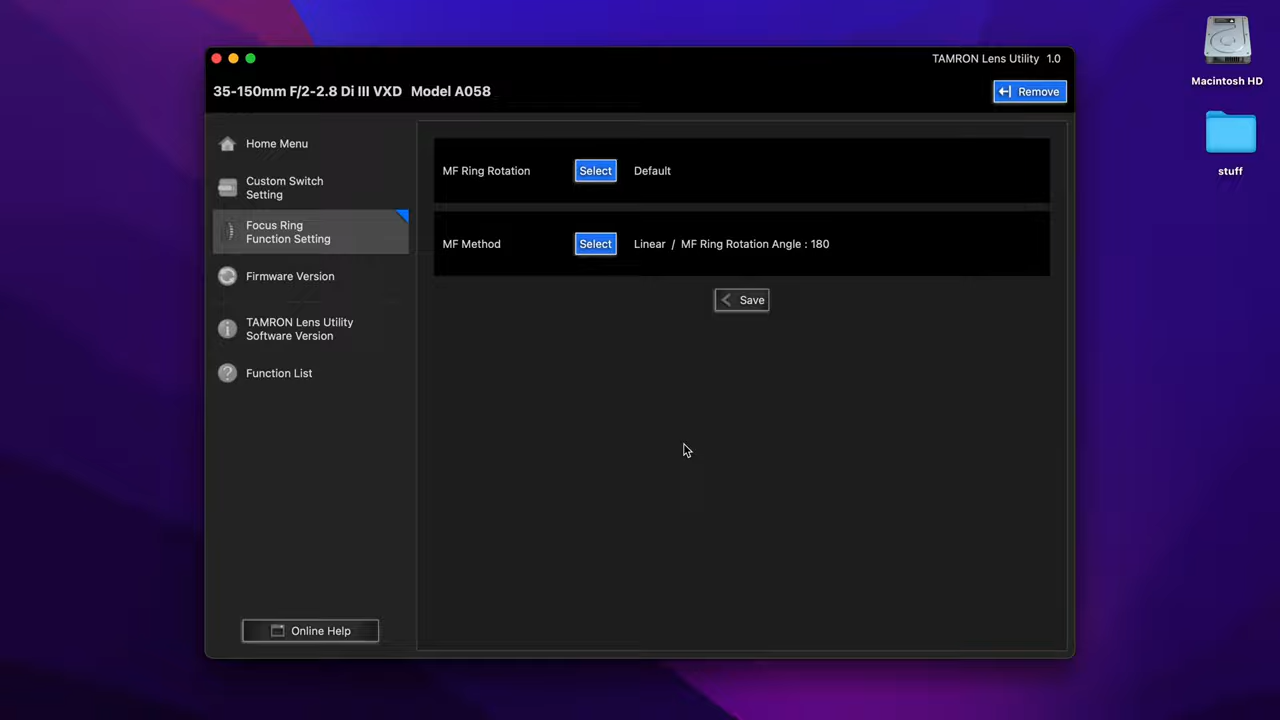 TAMRON Lens Utility 1.0
35-150mm F/2-2.8 Di III VXD Model A058
Remove
Macintosh HD
stuff
Home Menu
Custom Switch
Setting
Focus Ring
Function Setting
Firmware Version
TAMRON Lens Utility
Software Version
Function List
Online Help
MF Ring Rotation Select Default
MF Method Select Linear / MF Ring Rotation Angle : 180
Save